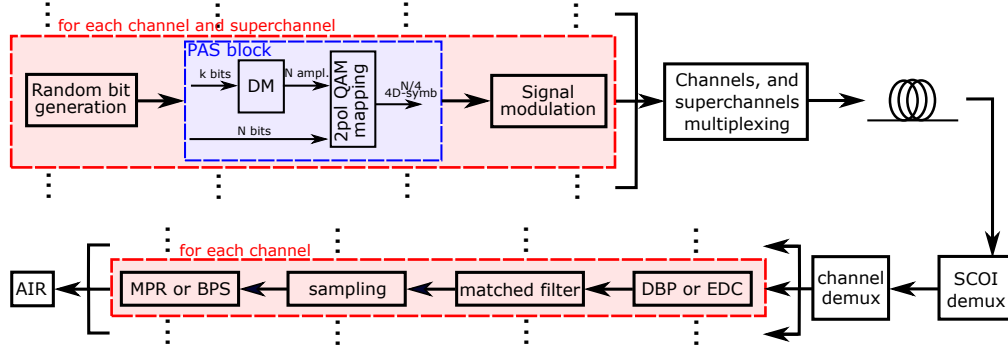 for each channel and superchannel
PAS block
Random bit
generation
k bits
DM
N ampl.
N bits
2pol QAM
mapping
N/4
4D-symb
Signal
modulation
Channels, and
superchannels
multiplexing
for each channel
AIR
MPR or BPS
sampling
matched filter
DBP or EDC
channel
demux
SCOI
demux